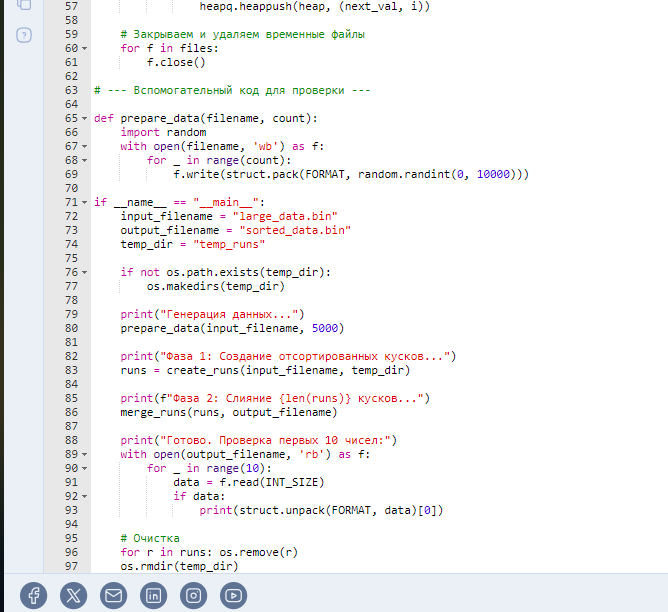 57 heapq.heappush(heap, (next_val, i))
58
59 # Закрываем и удаляем временные файлы
60 for f in files:
61 f.close()
62
63 # --- Вспомогательный код для проверки ---
64
65 def prepare_data(filename, count):
66 import random
67 with open(filename, 'wb') as f:
68 for _ in range(count):
69 f.write(struct.pack(FORMAT, random.randint(0, 10000)))
70
71 if __name__ == "__main__":
72 input_filename = "large_data.bin"
73 output_filename = "sorted_data.bin"
74 temp_dir = "temp_runs"
75
76 if not os.path.exists(temp_dir):
77 os.makedirs(temp_dir)
78
79 print("Генерация данных...")
80 prepare_data(input_filename, 5000)
81
82 print("Фаза 1: Создание отсортированных кусков...")
83 runs = create_runs(input_filename, temp_dir)
84
85 print(f"Фаза 2: Слияние {len(runs)} кусков...")
86 merge_runs(runs, output_filename)
87
88 print("Готово. Проверка первых 10 чисел:")
89 with open(output_filename, 'rb') as f:
90 for _ in range(10):
91 data = f.read(INT_SIZE)
92 if data:
93 print(struct.unpack(FORMAT, data)[0])
94
95 # Очистка
96 for r in runs: os.remove(r)
97 os.rmdir(temp_dir)